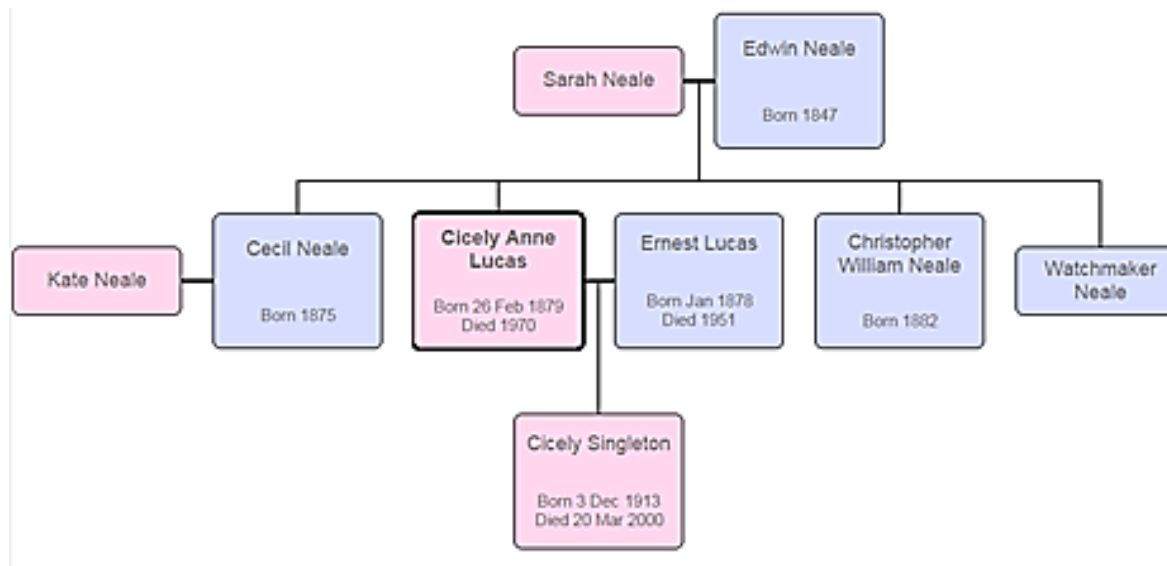 Edwin Neale
Born 1847
Sarah Neale
Kate Neale
Cecil Neale
Born 1875
Cicely Anne
Lucas
Born 26 Feb 1879
Died 1970
Ernest Lucas
Born Jan 1878
Died 1951
Christopher
William Neale
Born 1882
Watchmaker
Neale
Cicely Singleton
Born 3 Dec 1913
Died 20 Mar 2000